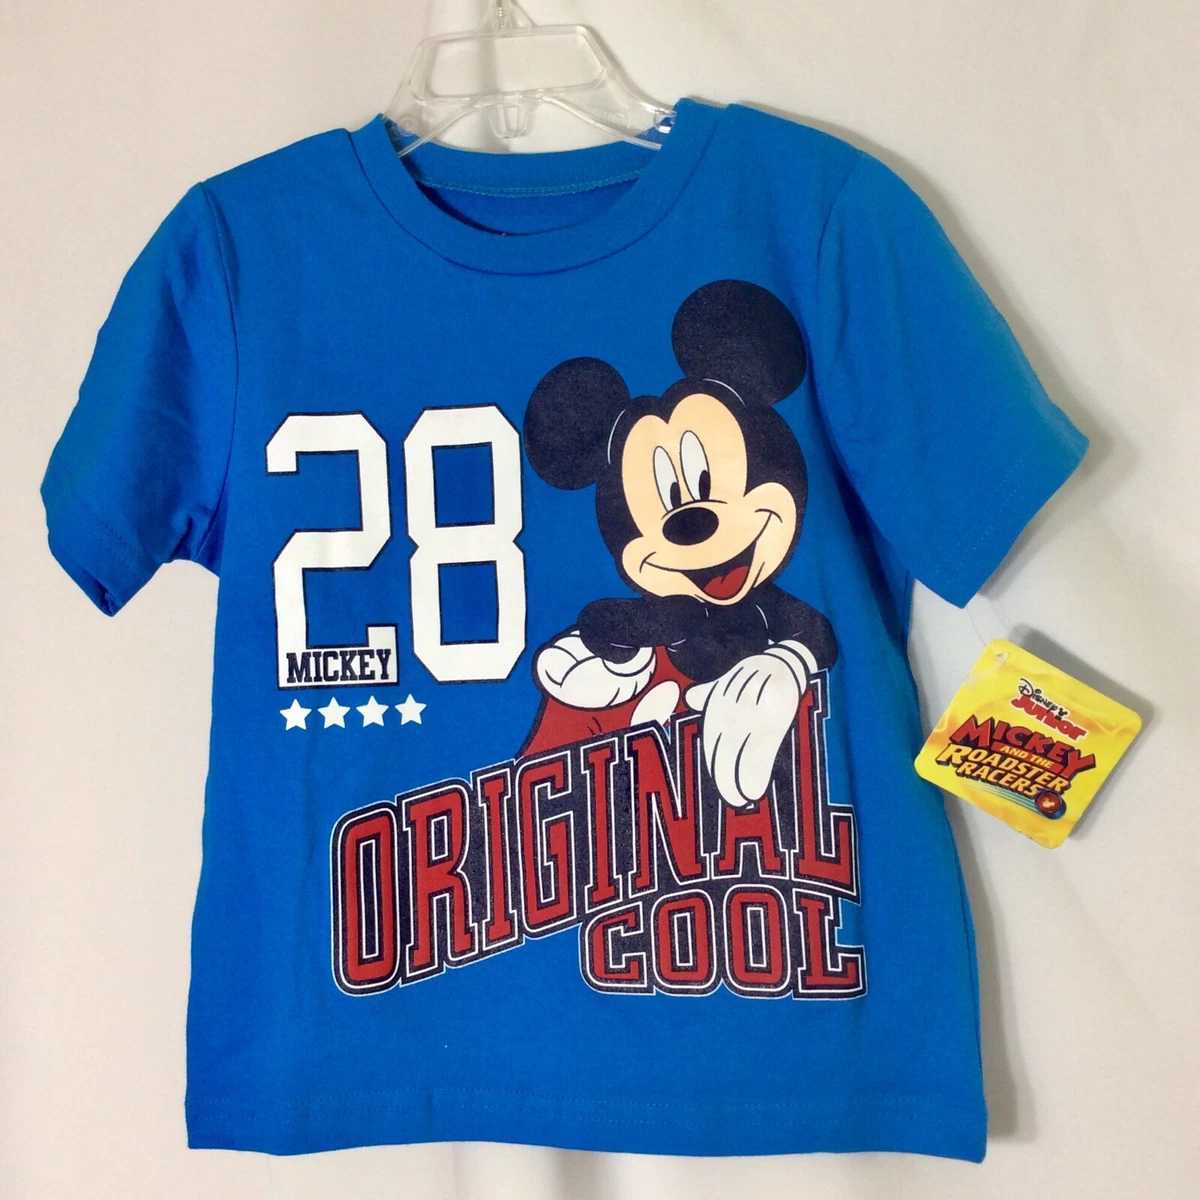 28
MICKEY
ORIGINAL
COOL
Disney
Junior
MICKEY
AND THE
ROADSTER
RACERS